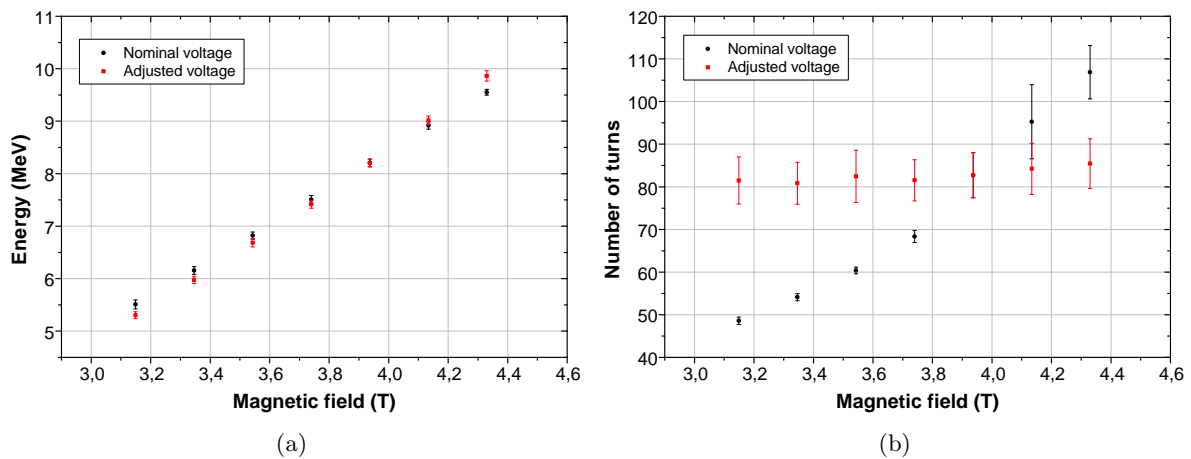 11
10
9
8
7
6
5
Energy (MeV)
Nominal voltage
Adjusted voltage
3,0 3,2 3,4 3,6 3,8 4,0 4,2 4,4 4,6
Magnetic field (T)
(a)
120
110
100
90
80
70
60
50
40
Number of turns
Nominal voltage
Adjusted voltage
3,0 3,2 3,4 3,6 3,8 4,0 4,2 4,4 4,6
Magnetic field (T)
(b)